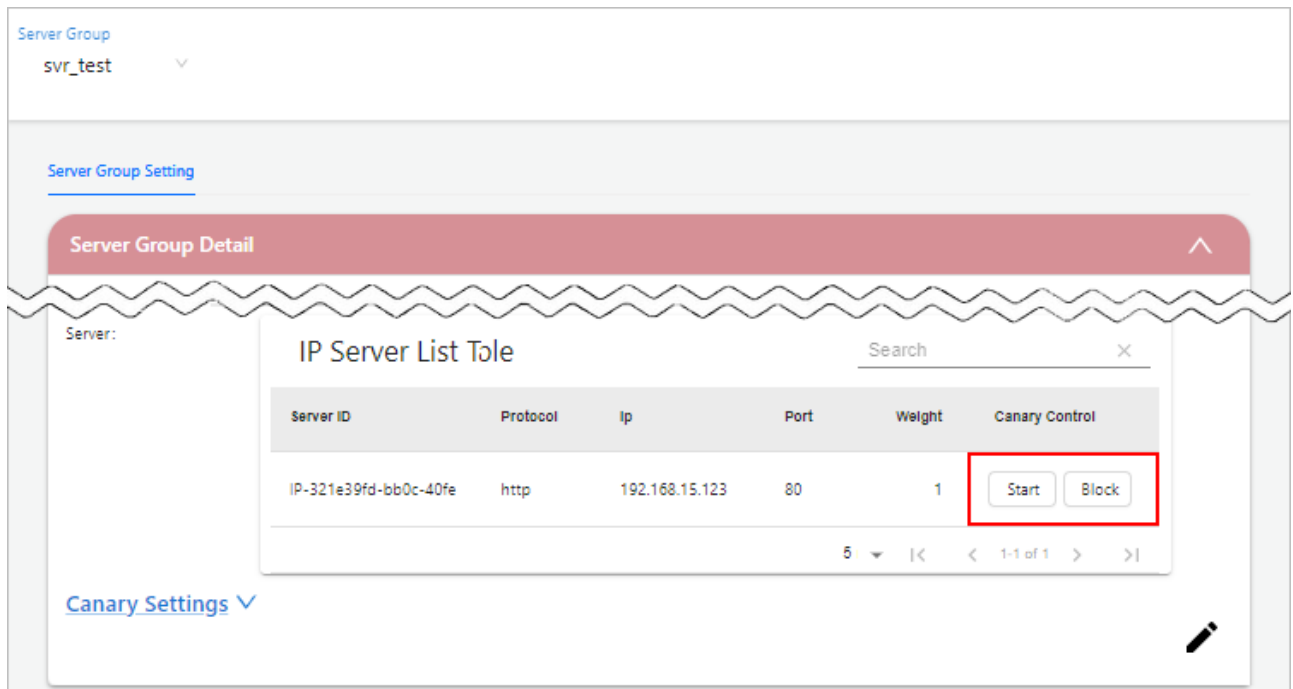 Server Group
svr_test
Server Group Setting
Server Group Detail
Server:
IP Server List Tole
Search
Server ID Protocol Ip Port Weight Canary Control
IP-321e39fd-bb0c-40fe http 192.168.15.123 80 1 Start Block
5 1-1 of 1
Canary Settings